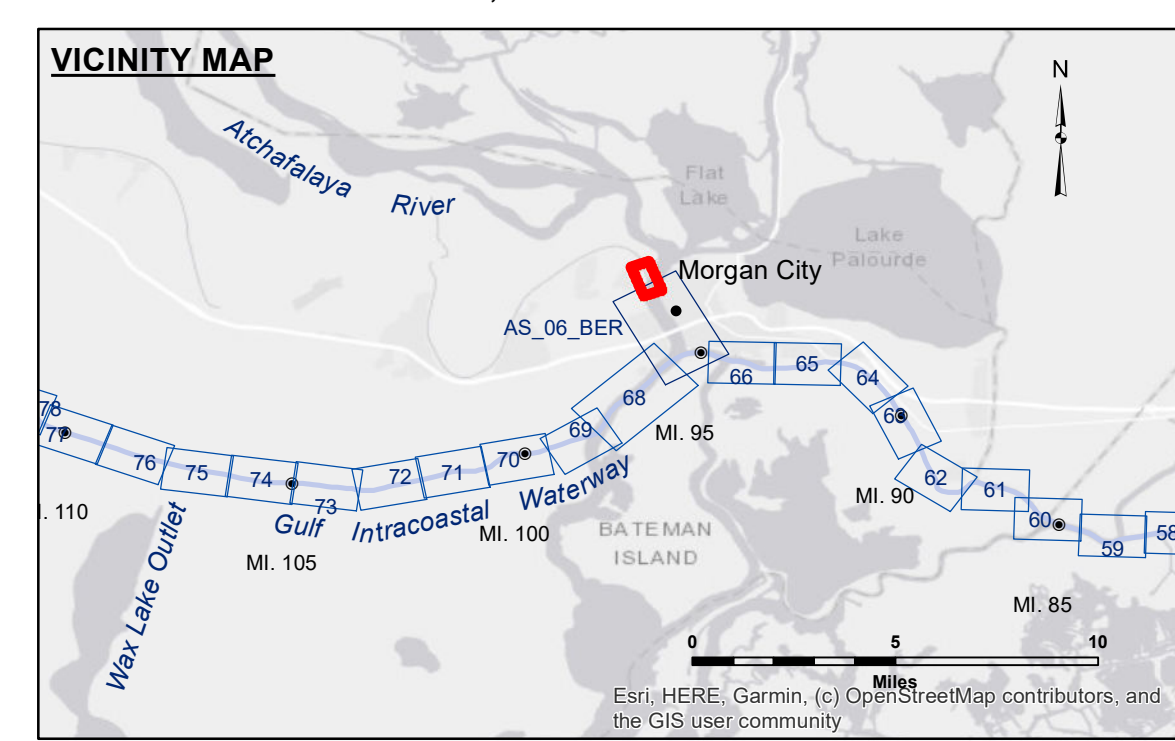 VICINITY MAP
N
Atchafalaya
River
Flat
Lake
Lake
Palourde
Morgan City
AS_06_BER
66
65
64
68
MI. 95
69
78
77
76
75
74
73
72
71
70
62
61
60
59
58
MI. 90
. 110
Gulf Intracoastal Waterway
MI. 100
MI. 105
Wax Lake Outlet
BATEMAN
ISLAND
MI. 85
0 5 10
Miles
Esri, HERE, Garmin, (c) OpenStreetMap contributors, and
the GIS user community